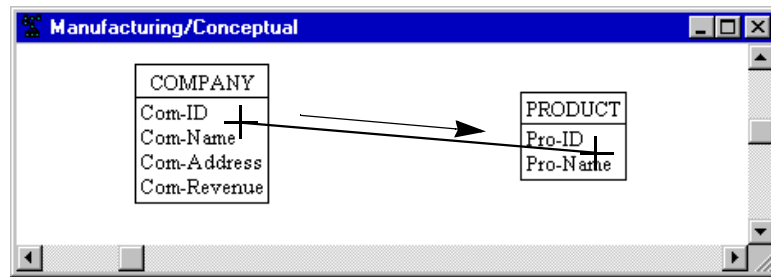 Manufacturing/Conceptual
COMPANY
Com-ID
Com-Name
Com-Address
Com-Revenue
PRODUCT
Pro-ID
Pro-Name